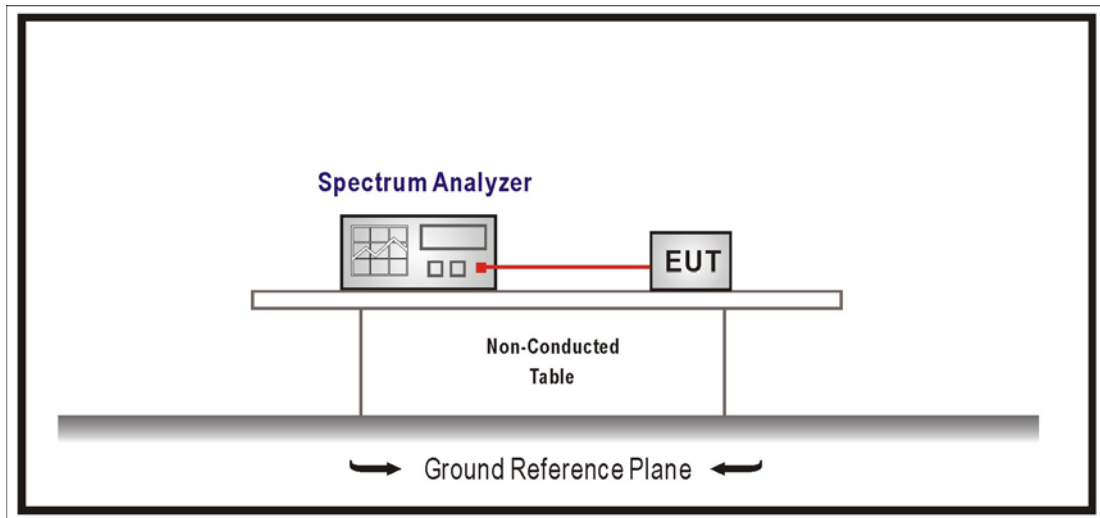 Spectrum Analyzer
EUT
Non-Conducted
Table
Ground Reference Plane